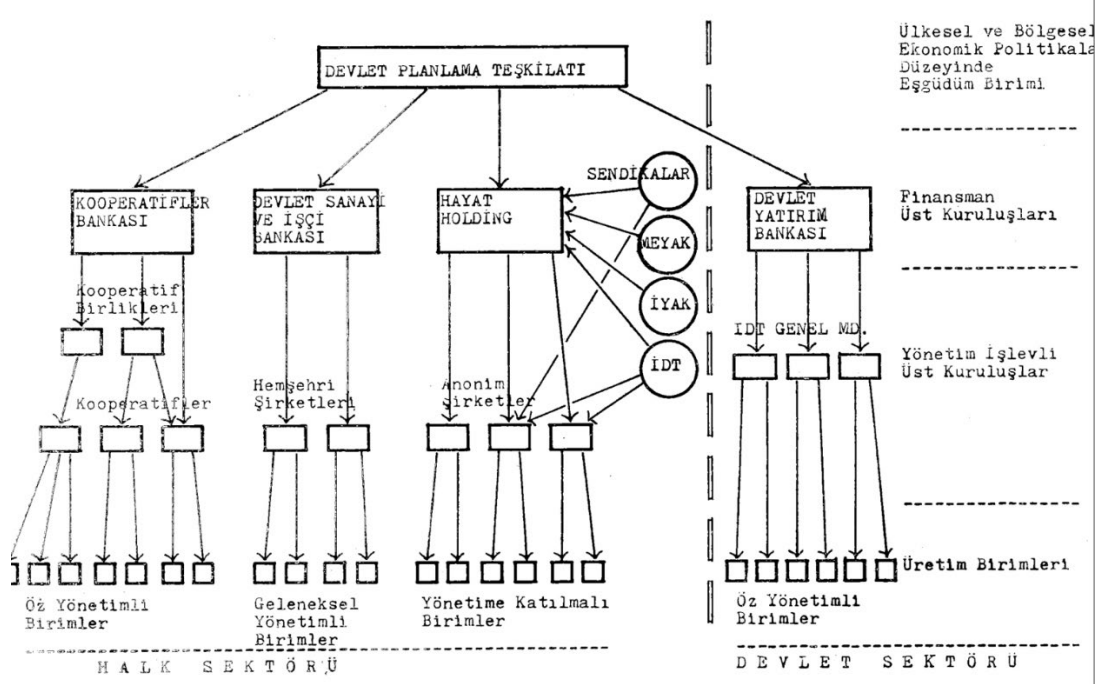 Ülkesel ve Bölgesel
Ekonomik Politikala
Düzeyinde
Eşgüdüm Birimi
DEVLET PLANLAMA TEŞKİLATI
SENDİKALAR
KOOPERATİFLER
BANKASI
DEVLET SANAYİ
VE İŞÇİ
BANKASI
HAYAT
HOLDİNG
DEVLET
YATIRIM
BANKASI
Finansman
Üst Kuruluşları
MEYAK
İYAK
İDT
Kooperatif
Birlikleri
IDT GENEL MD.
Yönetim İşlevli
Üst Kuruluşlar
Kooperatifler
Hemşehri
Şirketleri
Anonim
Şirketler
Üretim Birimleri
Öz Yönetimli
Birimler
Geleneksel
Yönetimli
Birimler
Yönetime Katılmalı
Birimler
Öz Yönetimli
Birimler
HALK SEKTÖRÜ
DEVLET SEKTÖRÜ